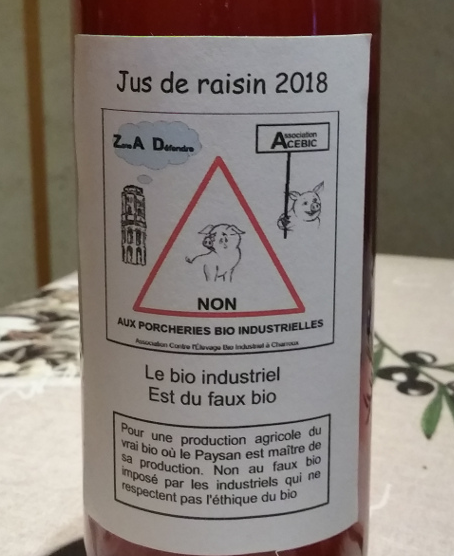 Jus de raisin 2018
Zone A Défendre
Association
ACEBIC
NON
AUX PORCHERIES BIO INDUSTRIELLES
Association Contre l'Élevage Bio Industriel à Charroux
Le bio industriel
Est du faux bio
Pour une production agricole du
vrai bio où le Paysan est maître de
sa production. Non au faux bio
imposé par les industriels qui ne
respectent pas l'éthique du bio